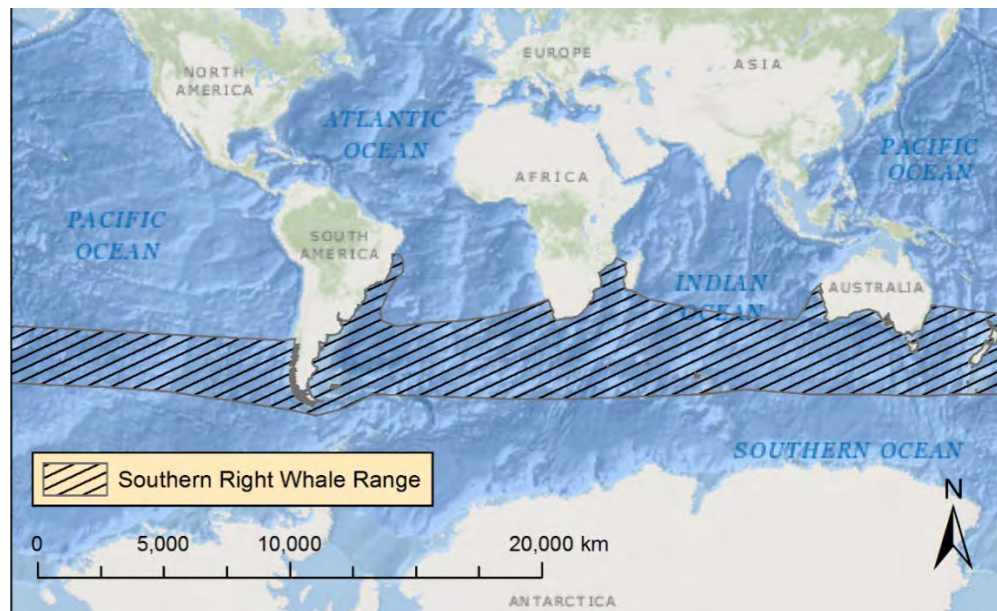 NORTH
AMERICA
EUROPE
ASIA
ATLANTIC
OCEAN
PACIFIC
OCEAN
AFRICA
PACIFIC
OCEAN
SOUTH
AMERICA
INDIAN
OCEAN
AUSTRALIA
SOUTHERN OCEAN
Southern Right Whale Range
N
0 5,000 10,000 20,000 km
ANTARCTICA